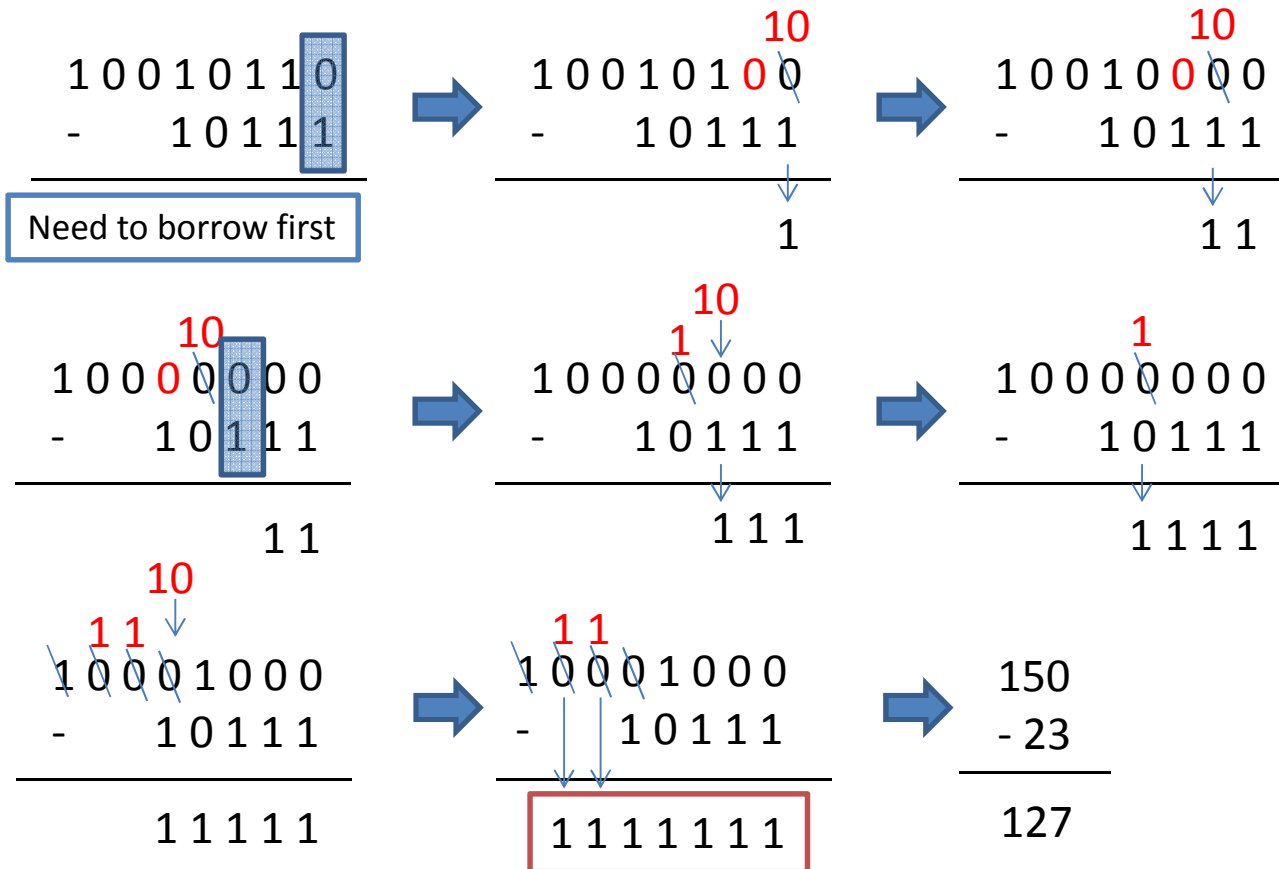 1 0 0 1 0 1 1 0
- 1 0 1 1 1
Need to borrow first
10
1 0 0 1 0 1 0 0
- 1 0 1 1 1
1
10
1 0 0 1 0 0 0 0
- 1 0 1 1 1
1 1
10
1 0 0 0 0 0 0 0
- 1 0 1 1 1
1 1
10
1
1 0 0 0 0 0 0 0
- 1 0 1 1 1
1 1 1
1
1 0 0 0 0 0 0 0
- 1 0 1 1 1
1 1 1 1
10
1 1
1 0 0 0 1 0 0 0
- 1 0 1 1 1
1 1 1 1 1
1 1
1 0 0 0 1 0 0 0
- 1 0 1 1 1
1 1 1 1 1 1 1
150
- 23
127